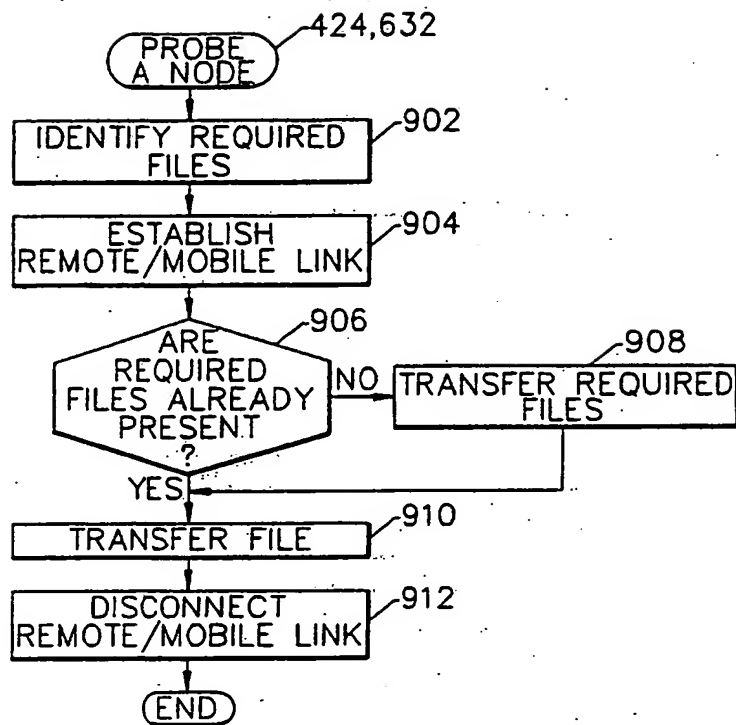 424,632
PROBE
A NODE
902
IDENTIFY REQUIRED
FILES
904
ESTABLISH
REMOTE/MOBILE LINK
906
ARE
REQUIRED
FILES ALREADY
PRESENT
?
NO
908
TRANSFER REQUIRED
FILES
YES
910
TRANSFER FILE
912
DISCONNECT
REMOTE/MOBILE LINK
END